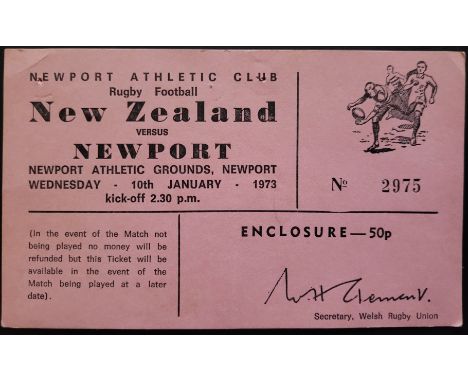 NEWPORT ATHLETIC CLUB
Rugby Football
New Zealand
VERSUS
NEWPORT
NEWPORT ATHLETIC GROUNDS, NEWPORT
WEDNESDAY - 10th JANUARY - 1973
kick-off 2.30 p.m.
No 2975
(In the event of the Match not
being played no money will be
refunded but this Ticket will be
available in the event of the
Match being played at a later
date).
ENCLOSURE—50p
W H Clement.
Secretary, Welsh Rugby Union